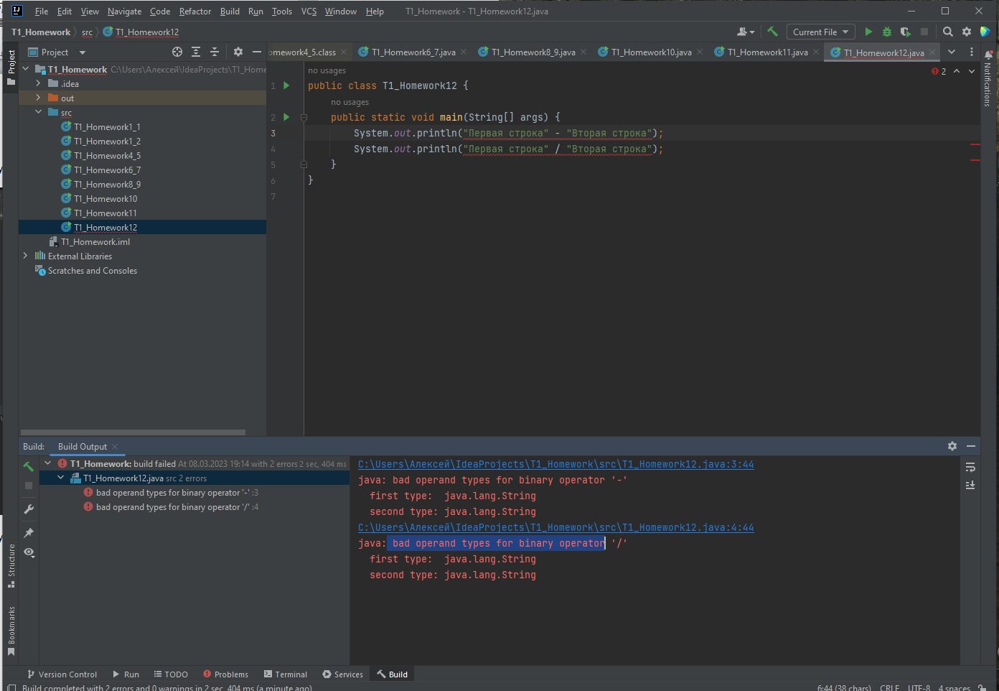 File Edit View Navigate Code Refactor Build Run Tools VCS Window Help T1_Homework - T1_Homework12.java
T1_Homework src T1_Homework12 Current File
Project
Project
omework4_5.class T1_Homework6_7.java T1_Homework8_9.java T1_Homework10.java T1_Homework11.java T1_Homework12.java
T1_Homework C:\Users\Алексей\IdeaProjects\T1_Home
.idea
out
src
T1_Homework1_1
T1_Homework1_2
T1_Homework4_5
T1_Homework6_7
T1_Homework8_9
T1_Homework10
T1_Homework11
T1_Homework12
T1_Homework.iml
External Libraries
Scratches and Consoles
no usages
2
1 public class T1_Homework12 {
no usages
2 public static void main(String[] args) {
3 System.out.println("Первая строка" - "Вторая строка");
4 System.out.println("Первая строка" / "Вторая строка");
5 }
6 }
7
Notifications
Build: Build Output
T1_Homework: build failed At 08.03.2023 19:14 with 2 errors 2 sec, 404 ms
T1_Homework12.java src 2 errors
bad operand types for binary operator '-' :3
bad operand types for binary operator '/' :4
C:\Users\Алексей\IdeaProjects\T1_Homework\src\T1_Homework12.java:3:44
java: bad operand types for binary operator '-'
first type: java.lang.String
second type: java.lang.String
C:\Users\Алексей\IdeaProjects\T1_Homework\src\T1_Homework12.java:4:44
java: bad operand types for binary operator '/'
first type: java.lang.String
second type: java.lang.String
Structure
Bookmarks
Version Control Run TODO Problems Terminal Services Build
Build completed with 2 errors and 0 warnings in 2 sec, 404 ms (a minute ago) 6:44 (38 chars) CRLF UTF-8 4 spaces